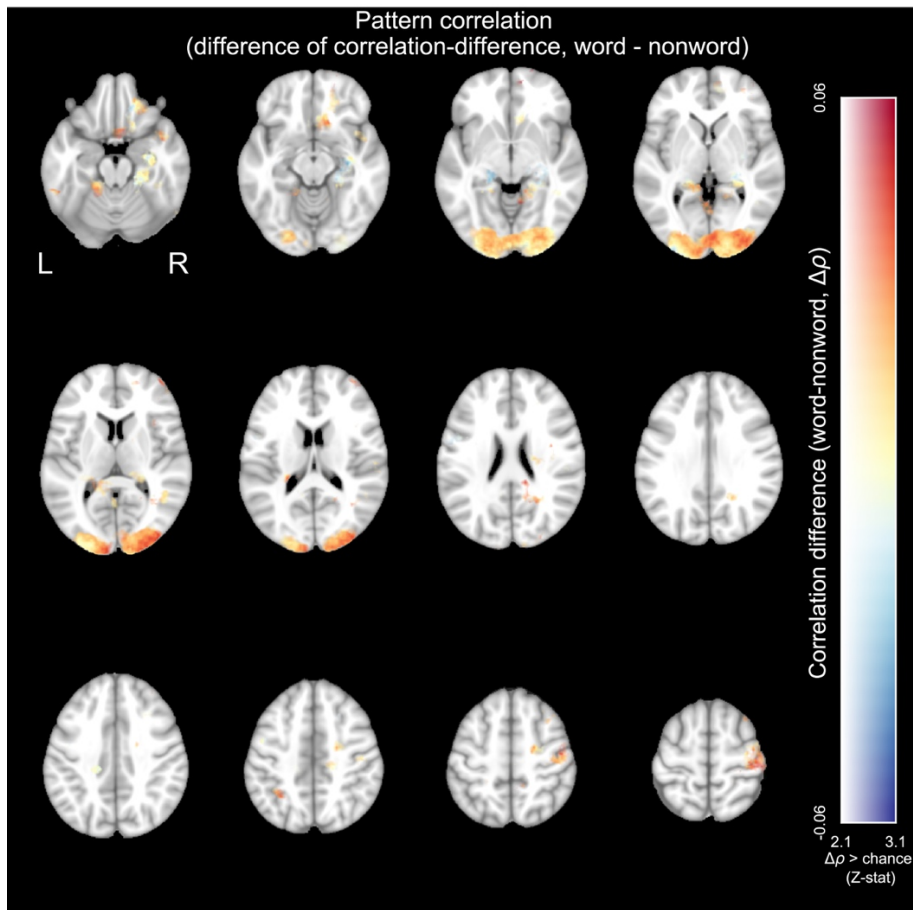 Pattern correlation
(difference of correlation-difference, word - nonword)
L R
Correlation difference (word-nonword, Δρ)
0.06
-0.06
2.1 3.1
Δρ > chance
(Z-stat)